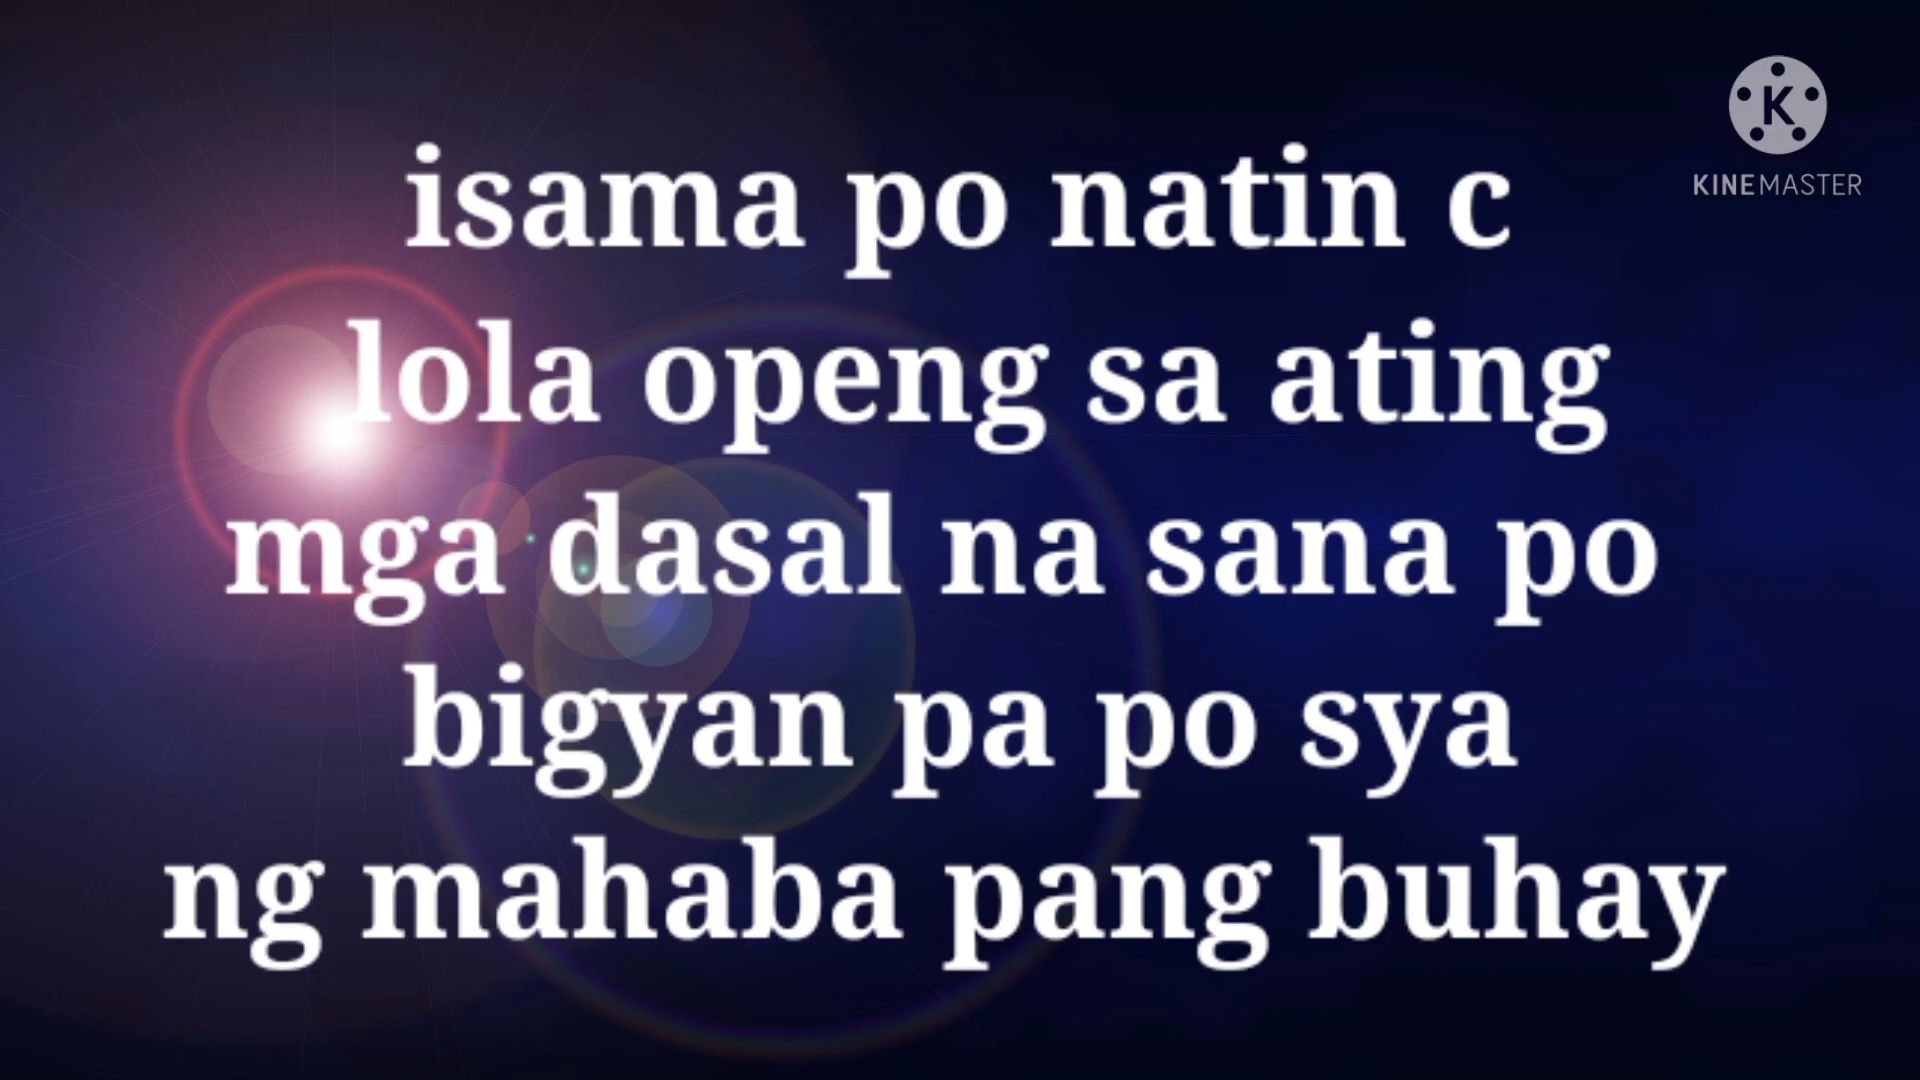 isama po natin c
lola openg sa ating
mga dasal na sana po
bigyan pa po sya
ng mahaba pang buhay
K
KINEMASTER